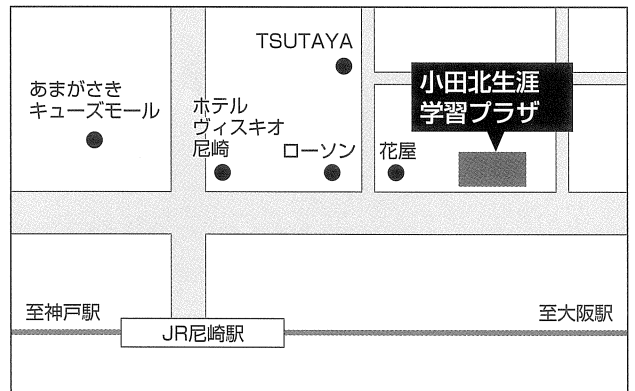 TSUTAYA
小田北生涯
学習プラザ
あまがさき
キューズモール
ホテル
ヴィスキオ
尼崎
ローソン
花屋
至神戸駅
至大阪駅
JR尼崎駅